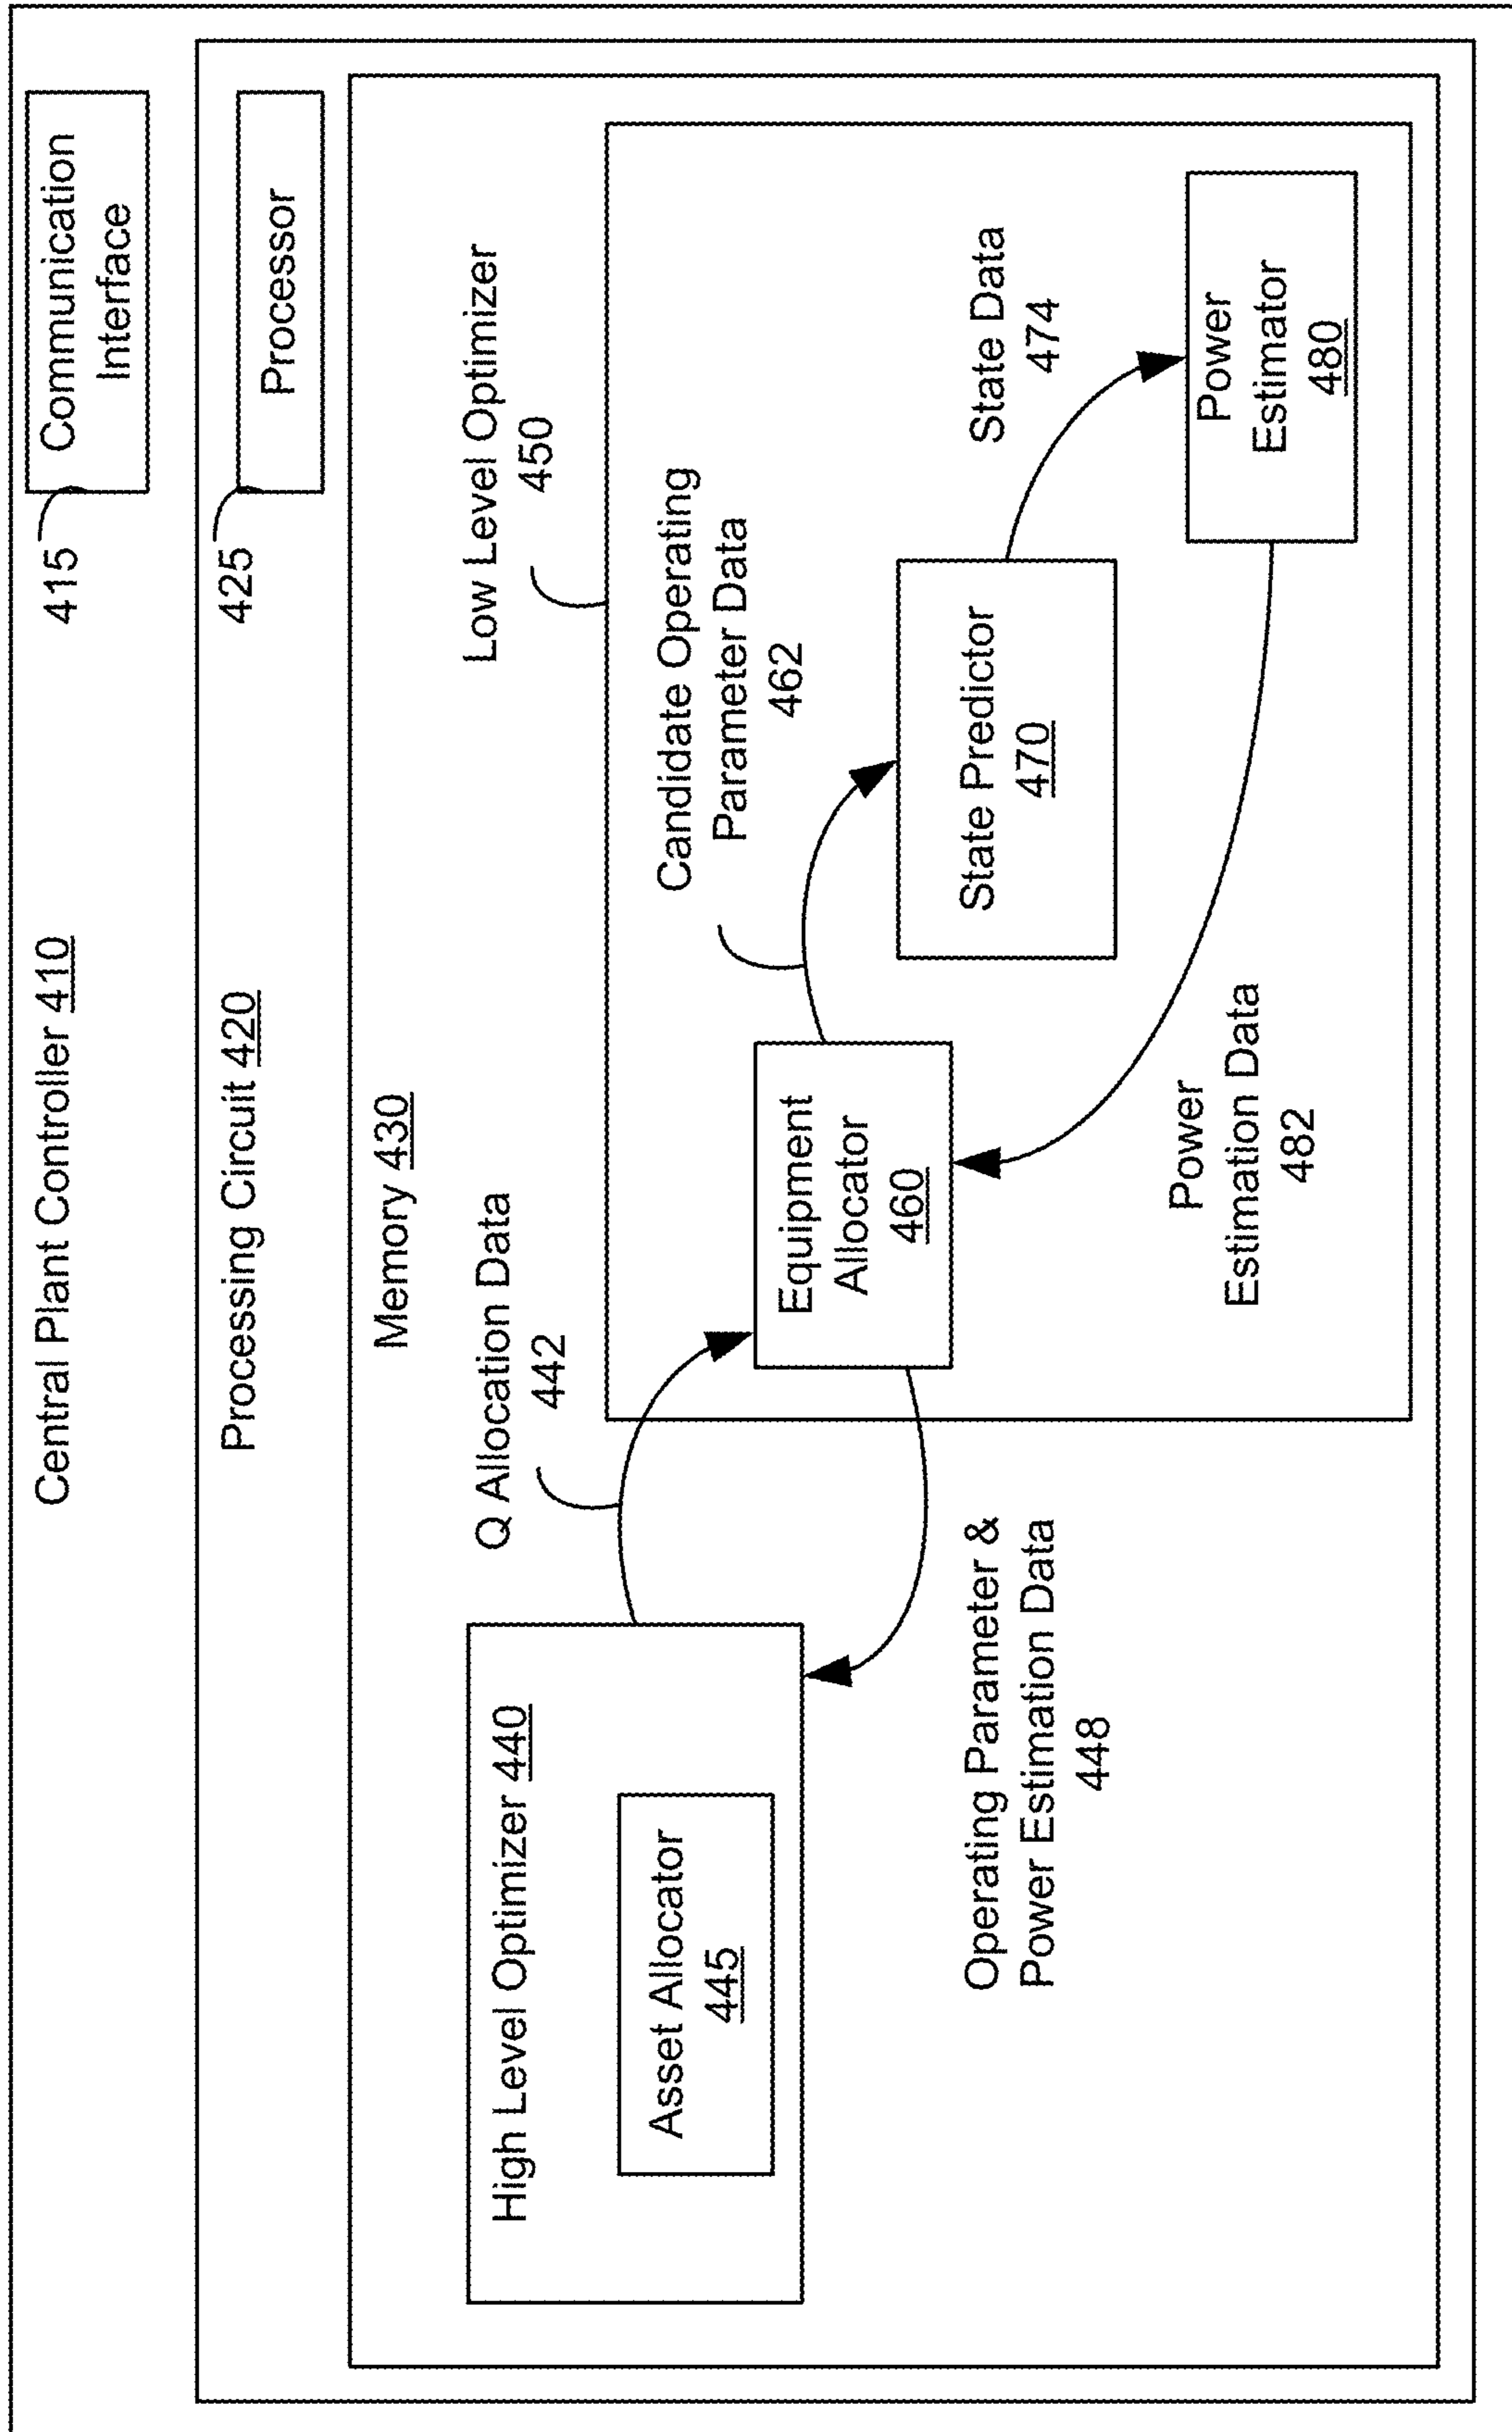 Central Plant Controller 410
415
Communication
Interface
Processing Circuit 420
425
Processor
Memory 430
High Level Optimizer 440
Asset Allocator
445
Q Allocation Data
442
Operating Parameter &
Power Estimation Data
448
Low Level Optimizer
450
Equipment
Allocator
460
Candidate Operating
Parameter Data
462
State Predictor
470
State Data
474
Power
Estimator
480
Power
Estimation Data
482